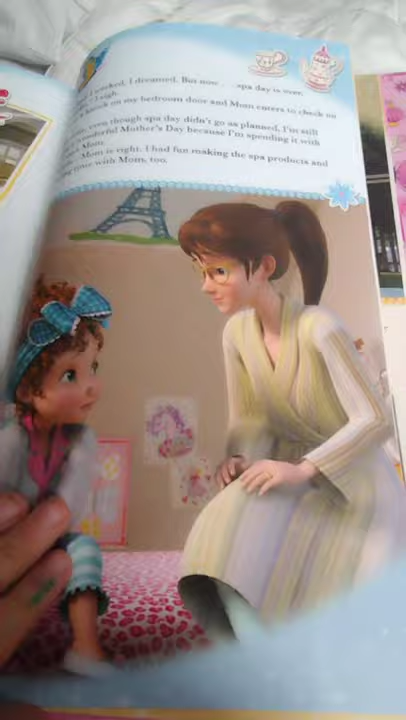 I worked, I dreamed. But now . . . spa day is over.
I sigh.
knock on my bedroom door and Mom enters to check on
even though spa day didn't go as planned, I'm still
wonderful Mother's Day because I'm spending it with
Mom.
Mom is right. I had fun making the spa products and
time with Mom, too.